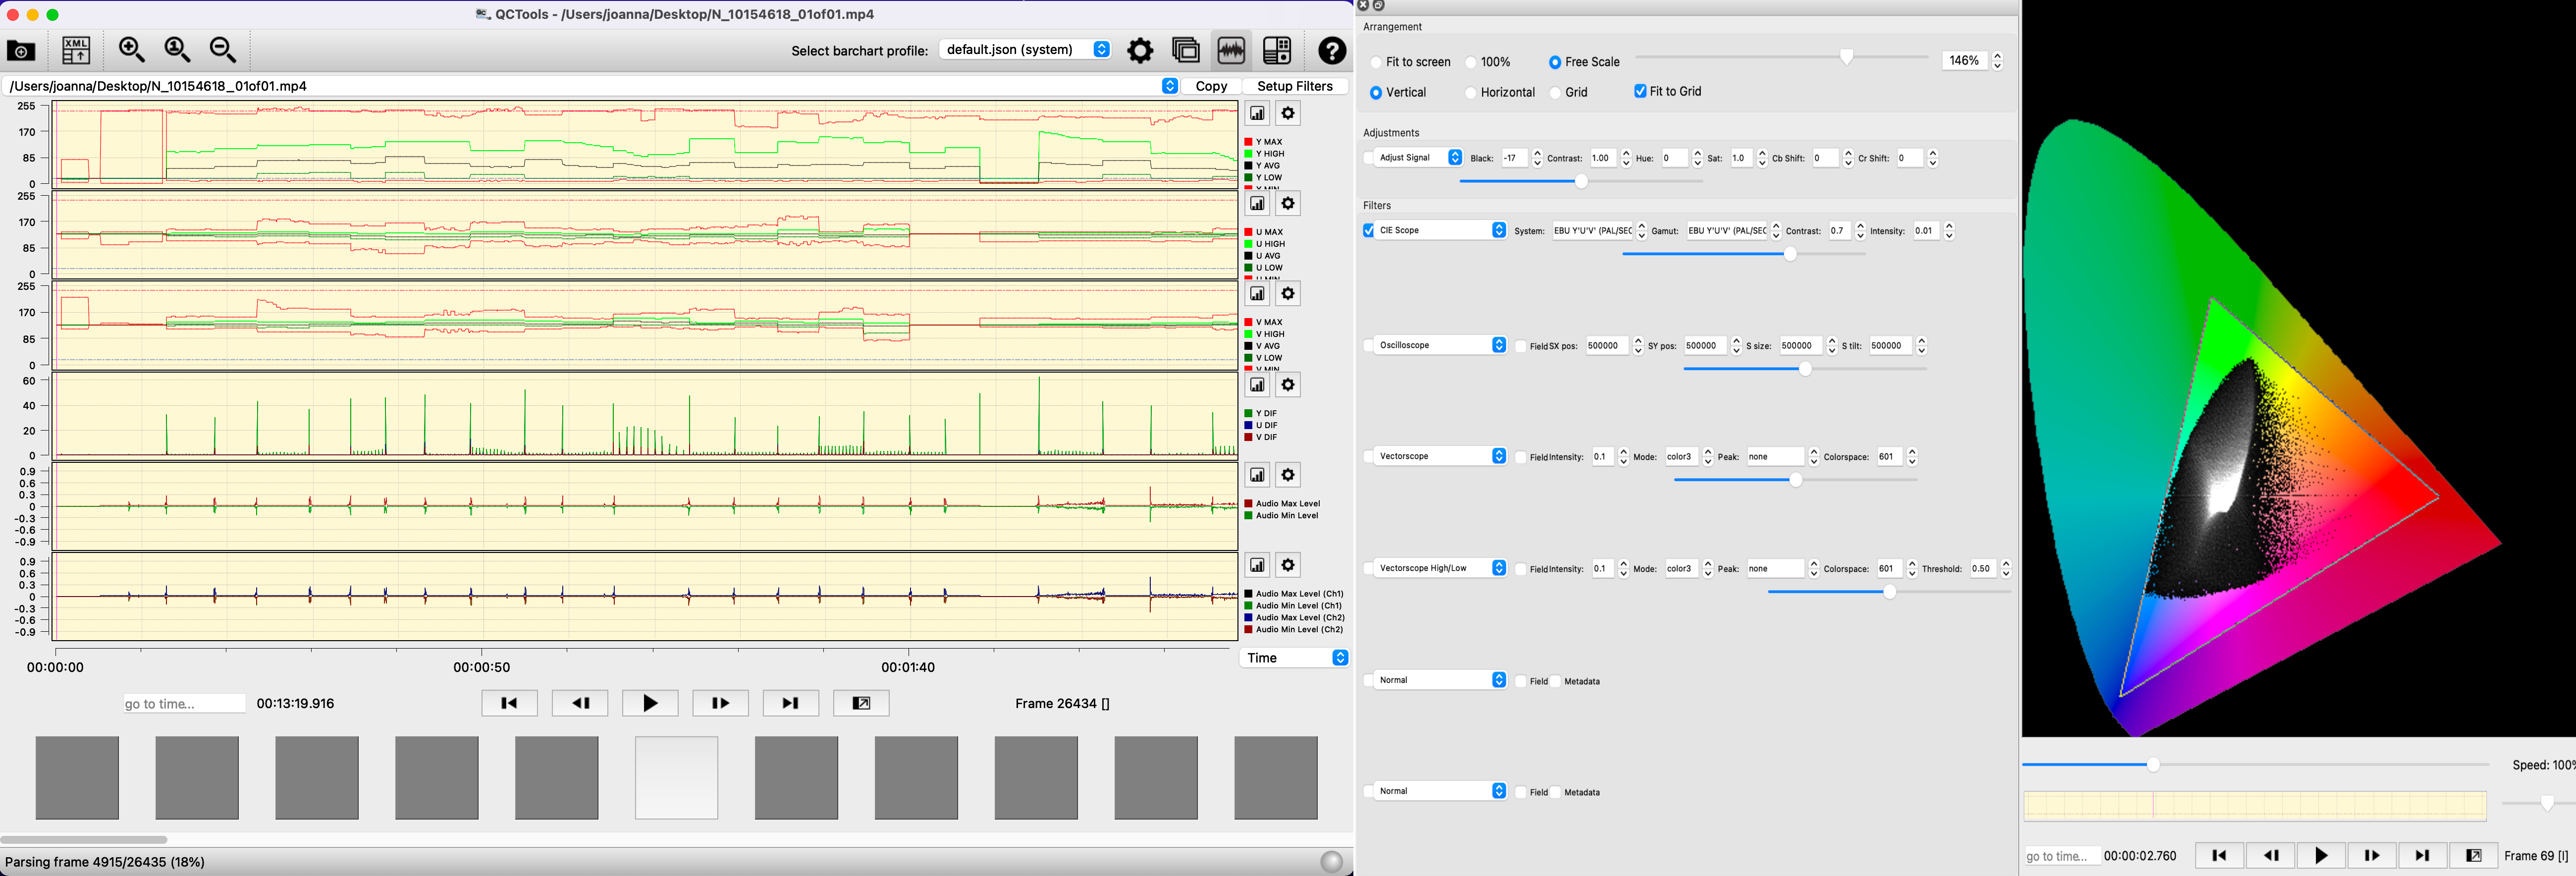 QCTools - /Users/joanna/Desktop/N_10154618_01of01.mp4
XML
1
Select barchart profile: default.json (system)
?
/Users/joanna/Desktop/N_10154618_01of01.mp4 Copy Setup Filters
255
170
85
0
Y MAX
Y HIGH
Y AVG
Y LOW
Y MIN
255
170
85
0
U MAX
U HIGH
U AVG
U LOW
U MIN
255
170
85
0
V MAX
V HIGH
V AVG
V LOW
V MIN
60
40
20
0
Y DIF
U DIF
V DIF
0.9
0.6
0.3
0
-0.3
-0.6
-0.9
Audio Max Level
Audio Min Level
0.9
0.6
0.3
0
-0.3
-0.6
-0.9
Audio Max Level (Ch1)
Audio Min Level (Ch1)
Audio Max Level (Ch2)
Audio Min Level (Ch2)
00:00:00 00:00:50 00:01:40 Time
go to time... 00:13:19.916 Frame 26434 []
Parsing frame 4915/26435 (18%)
Arrangement
Fit to screen 100% Free Scale 146%
Vertical Horizontal Grid Fit to Grid
Adjustments
Adjust Signal Black: -17 Contrast: 1.00 Hue: 0 Sat: 1.0 Cb Shift: 0 Cr Shift: 0
Filters
CIE Scope System: EBU Y'U'V' (PAL/SEC Gamut: EBU Y'U'V' (PAL/SEC Contrast: 0.7 Intensity: 0.01
Oscilloscope Field SX pos: 500000 SY pos: 500000 S size: 500000 S tilt: 500000
Vectorscope Field Intensity: 0.1 Mode: color3 Peak: none Colorspace: 601
Vectorscope High/Low Field Intensity: 0.1 Mode: color3 Peak: none Colorspace: 601 Threshold: 0.50
Normal Field Metadata
Normal Field Metadata
Speed: 100%
go to time... 00:00:02.760 Frame 69 [I]